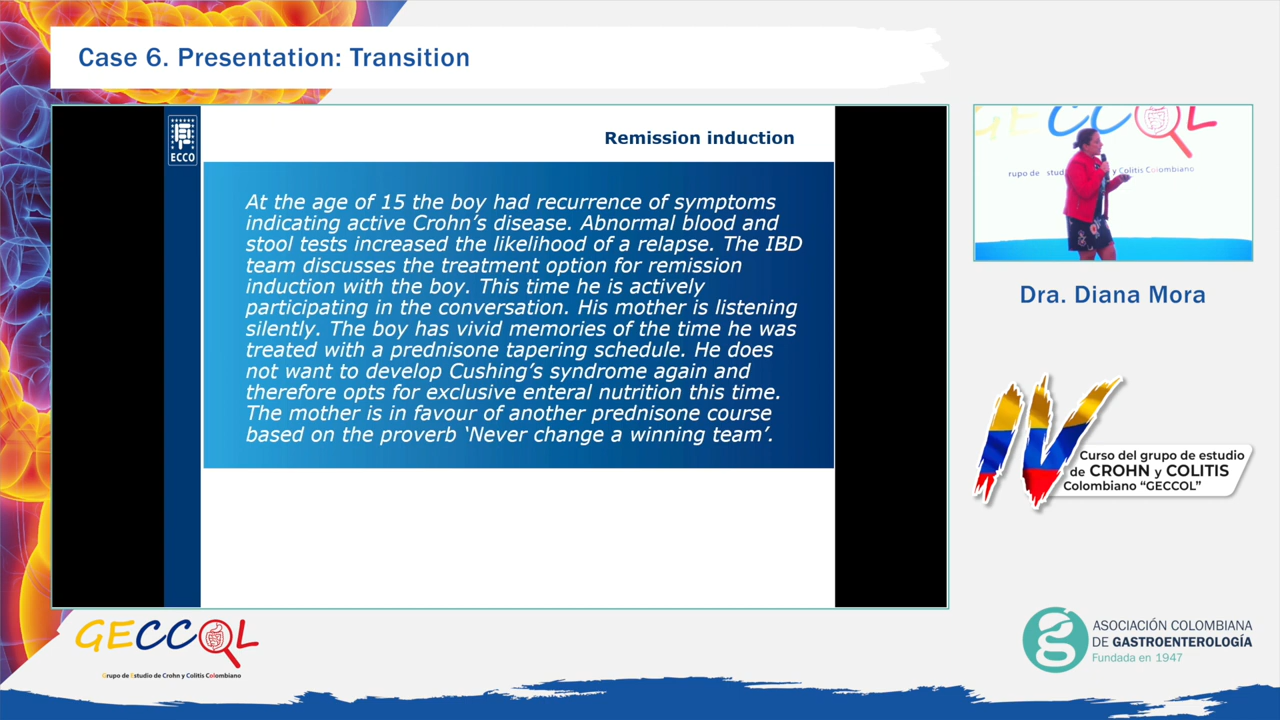 Case 6. Presentation: Transition
ECCO
Remission induction
At the age of 15 the boy had recurrence of symptoms
indicating active Crohn’s disease. Abnormal blood and
stool tests increased the likelihood of a relapse. The IBD
team discusses the treatment option for remission
induction with the boy. This time he is actively
participating in the conversation. His mother is listening
silently. The boy has vivid memories of the time he was
treated with a prednisone tapering schedule. He does
not want to develop Cushing’s syndrome again and
therefore opts for exclusive enteral nutrition this time.
The mother is in favour of another prednisone course
based on the proverb ‘Never change a winning team’.
GECC L
rupo de stud y Colitis Colombiano
Dra. Diana Mora
IV
Curso del grupo de estudio
de CROHN y COLITIS
Colombiano “GECCOL”
GECCOL
Grupo de Estudio de Crohn y Colitis Colombiano
ASOCIACIÓN COLOMBIANA
DE GASTROENTEROLOGÍA
Fundada en 1947